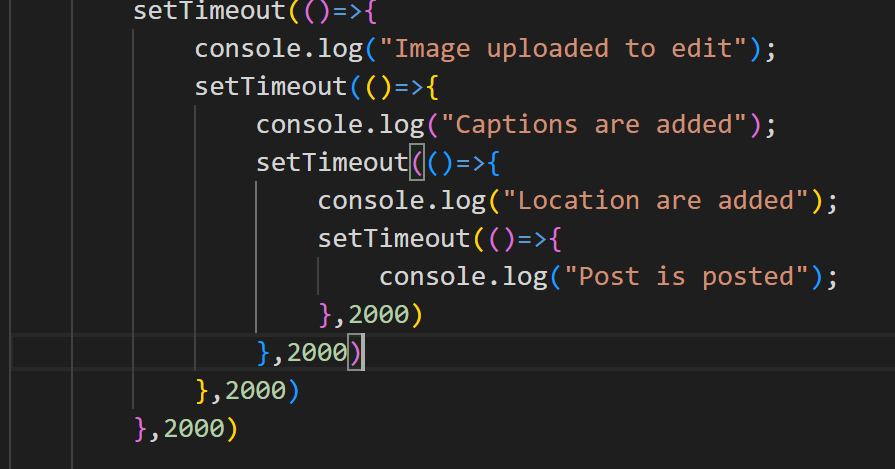 setTimeout(()=>{
console.log("Image uploaded to edit");
setTimeout(()=>{
console.log("Captions are added");
setTimeout(()=>{
console.log("Location are added");
setTimeout(()=>{
console.log("Post is posted");
},2000)
},2000)
},2000)
},2000)